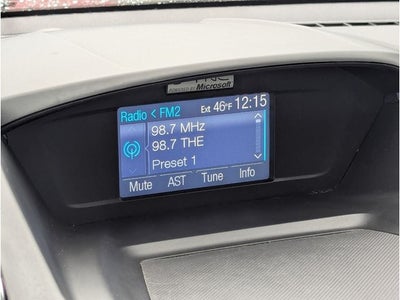 SYNC
POWERED BY Microsoft
Radio < FM2 Ext 46°F 12:15
98.7 MHz
98.7 THE
Preset 1
Mute AST Tune Info